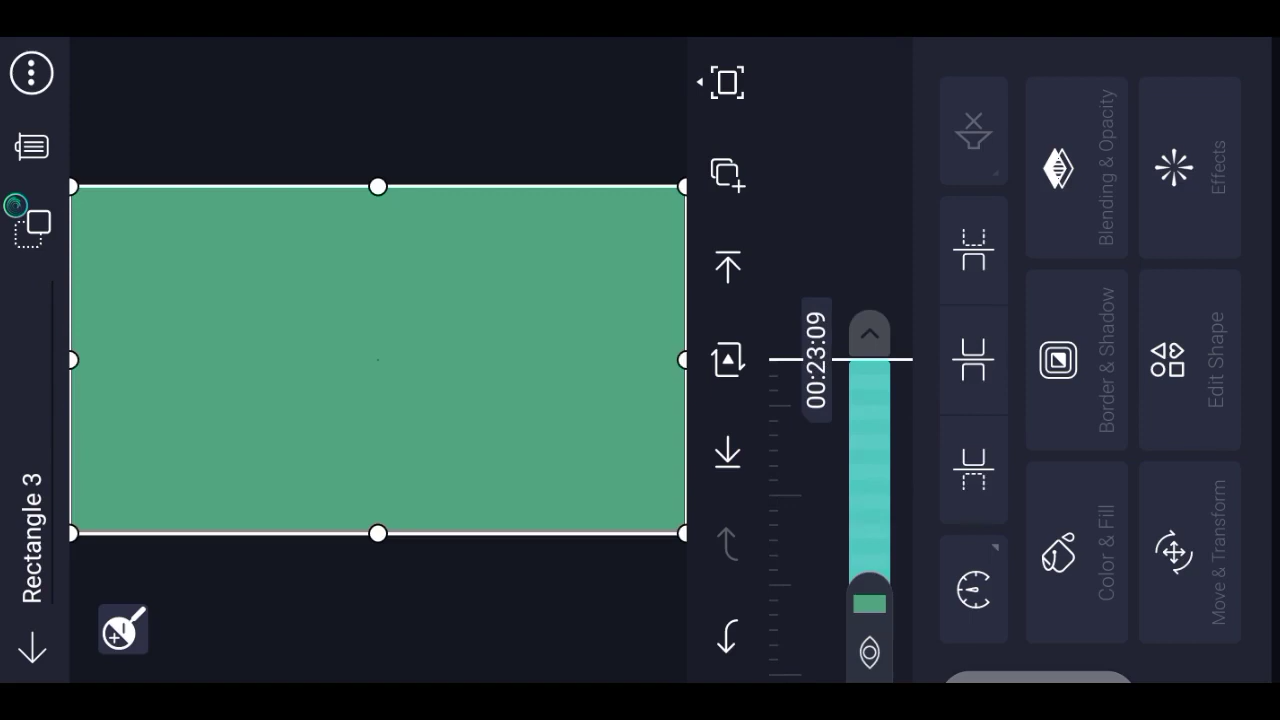 Rectangle 3
00:23:09
Color & Fill
Border & Shadow
Blending & Opacity
Move & Transform
Edit Shape
Effects